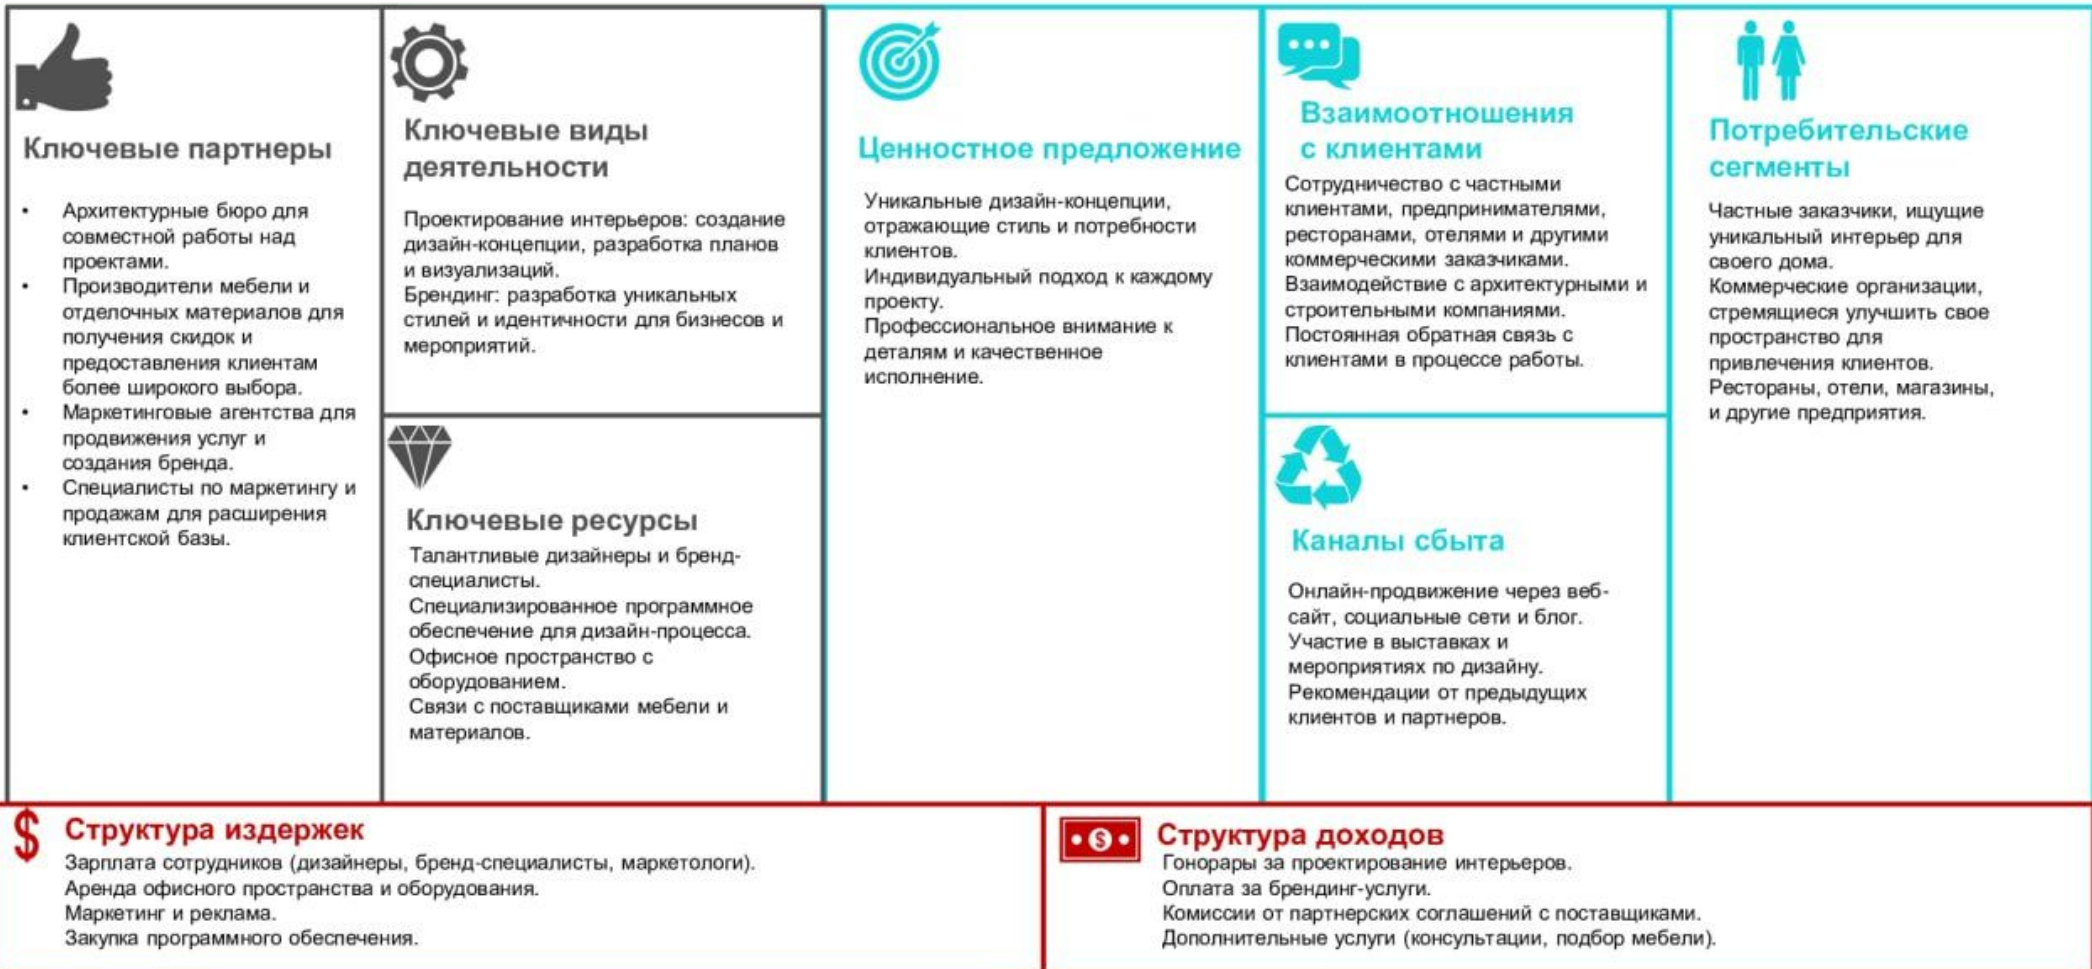 Ключевые партнеры
• Архитектурные бюро для
совместной работы над
проектами.
• Производители мебели и
отделочных материалов для
получения скидок и
предоставления клиентам
более широкого выбора.
• Маркетинговые агентства для
продвижения услуг и
создания бренда.
• Специалисты по маркетингу и
продажам для расширения
клиентской базы.
Ключевые виды
деятельности
Проектирование интерьеров: создание
дизайн-концепции, разработка планов
и визуализаций.
Брендинг: разработка уникальных
стилей и идентичности для бизнесов и
мероприятий.
Ключевые ресурсы
Талантливые дизайнеры и бренд-
специалисты.
Специализированное программное
обеспечение для дизайн-процесса.
Офисное пространство с
оборудованием.
Связи с поставщиками мебели и
материалов.
Ценностное предложение
Уникальные дизайн-концепции,
отражающие стиль и потребности
клиентов.
Индивидуальный подход к каждому
проекту.
Профессиональное внимание к
деталям и качественное
исполнение.
Взаимоотношения
с клиентами
Сотрудничество с частными
клиентами, предпринимателями,
ресторанами, отелями и другими
коммерческими заказчиками.
Взаимодействие с архитектурными и
строительными компаниями.
Постоянная обратная связь с
клиентами в процессе работы.
Каналы сбыта
Онлайн-продвижение через веб-
сайт, социальные сети и блог.
Участие в выставках и
мероприятиях по дизайну.
Рекомендации от предыдущих
клиентов и партнеров.
Потребительские
сегменты
Частные заказчики, ищущие
уникальный интерьер для
своего дома.
Коммерческие организации,
стремящиеся улучшить свое
пространство для
привлечения клиентов.
Рестораны, отели, магазины,
и другие предприятия.
$ Структура издержек
Зарплата сотрудников (дизайнеры, бренд-специалисты, маркетологи).
Аренда офисного пространства и оборудования.
Маркетинг и реклама.
Закупка программного обеспечения.
$ Структура доходов
Гонорары за проектирование интерьеров.
Оплата за брендинг-услуги.
Комиссии от партнерских соглашений с поставщиками.
Дополнительные услуги (консультации, подбор мебели).